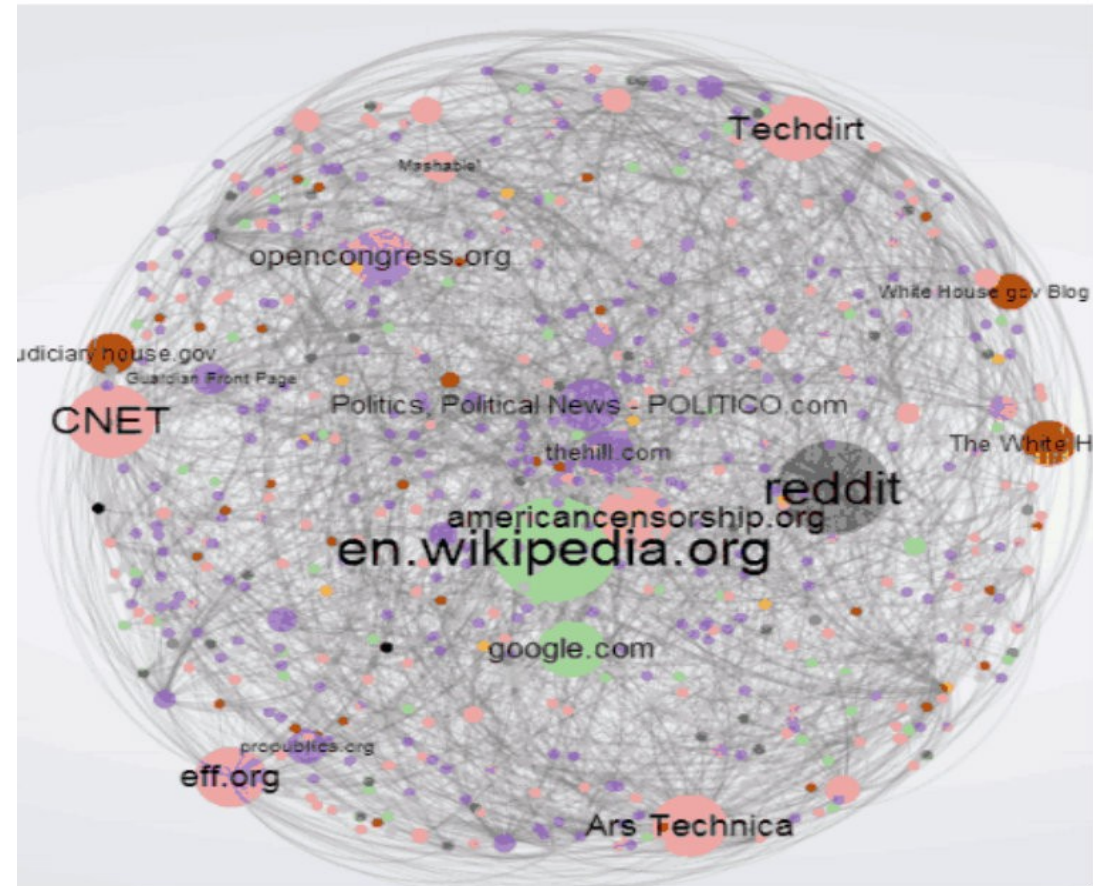 Techdirt
Mashable!
opencongress.org
White House.gov Blog
udiciary house.gov
Guardian Front Page
CNET
Politics, Political News - POLITICO.com
The White H
thehill.com
reddit
americancensorship.org
en.wikipedia.org
google.com
propublica.org
eff.org
Ars Technica